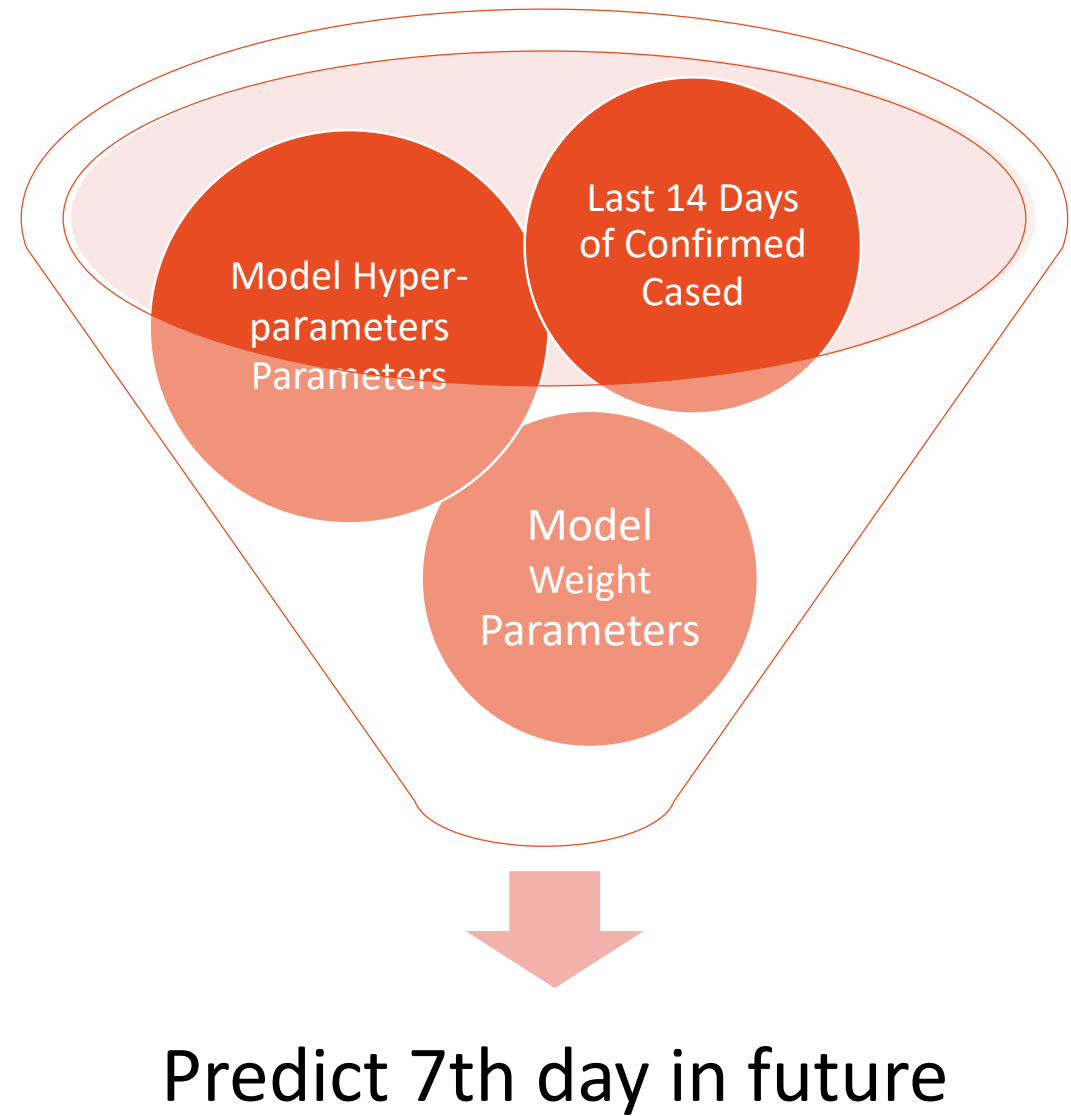 Model Hyper-
parameters
Parameters
Last 14 Days
of Confirmed
Cased
Model
Weight
Parameters
Predict 7th day in future